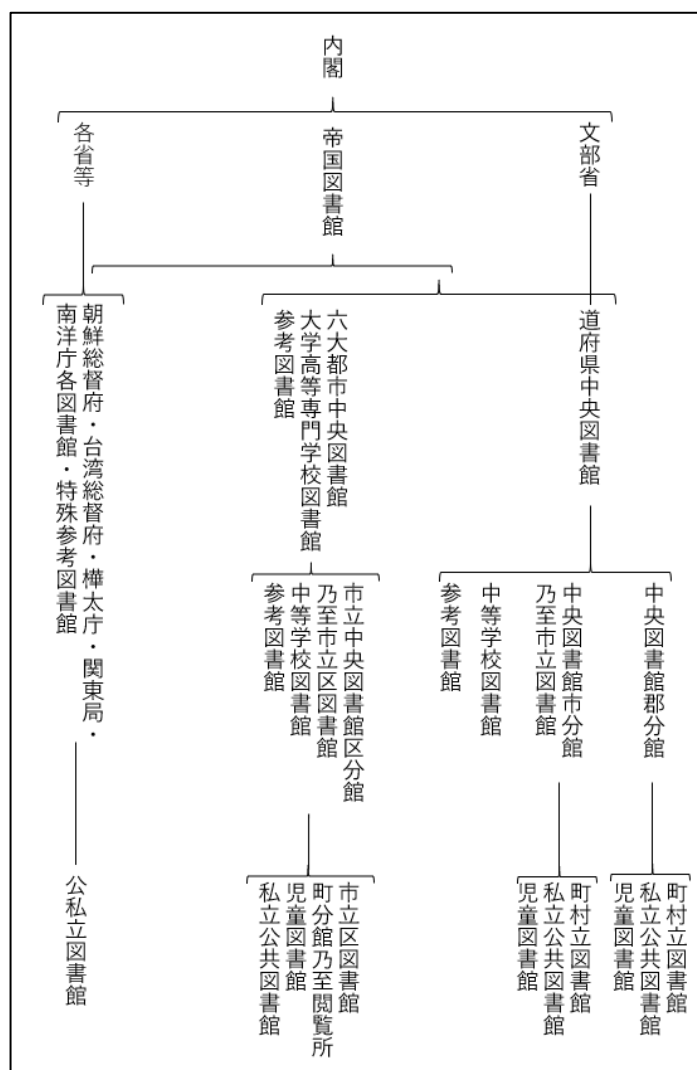 内閣
文部省
帝国図書館
各省等
道府県中央図書館
六大都市中央図書館
大学高等専門学校図書館
参考図書館
朝鮮総督府・台湾総督府・樺太庁・関東局・
南洋庁各図書館・特殊参考図書館
中央図書館郡分館
中央図書館市分館
乃至市立図書館
中等学校図書館
参考図書館
市立中央図書館区分館
乃至市立区図書館
中等学校図書館
参考図書館
町村立図書館
私立公共図書館
児童図書館
町村立図書館
私立公共図書館
児童図書館
市立区図書館
町分館乃至閲覧所
児童図書館
私立公共図書館
公私立図書館